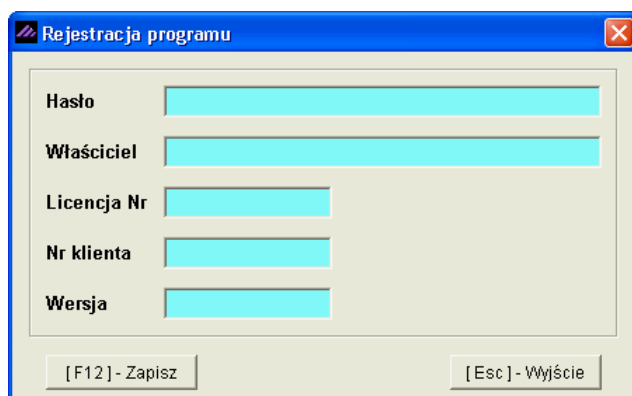 Rejestracja programu
Hasło
Właściciel
Licencja Nr
Nr klienta
Wersja
[ F12 ] - Zapisz [ Esc ] - Wyjście